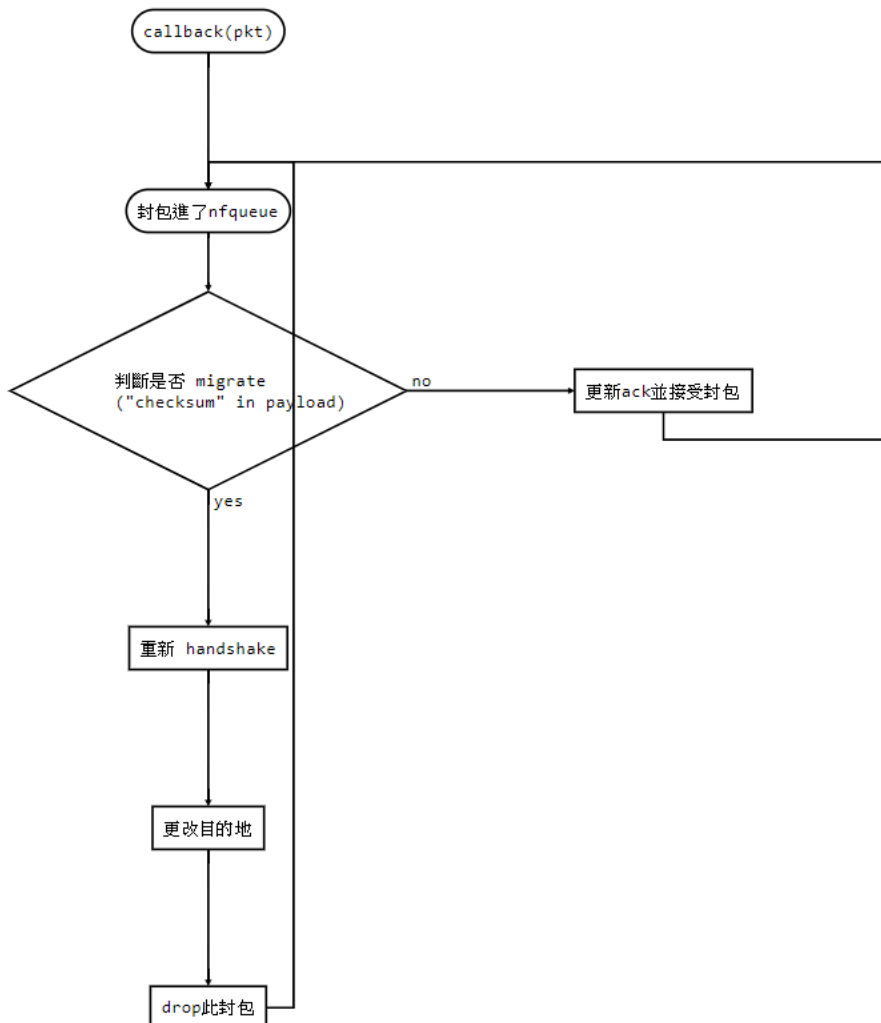 callback(pkt)
封包進了nfqueue
判斷是否 migrate
("checksum" in payload)
no
更新ack並接受封包
yes
重新 handshake
更改目的地
drop此封包